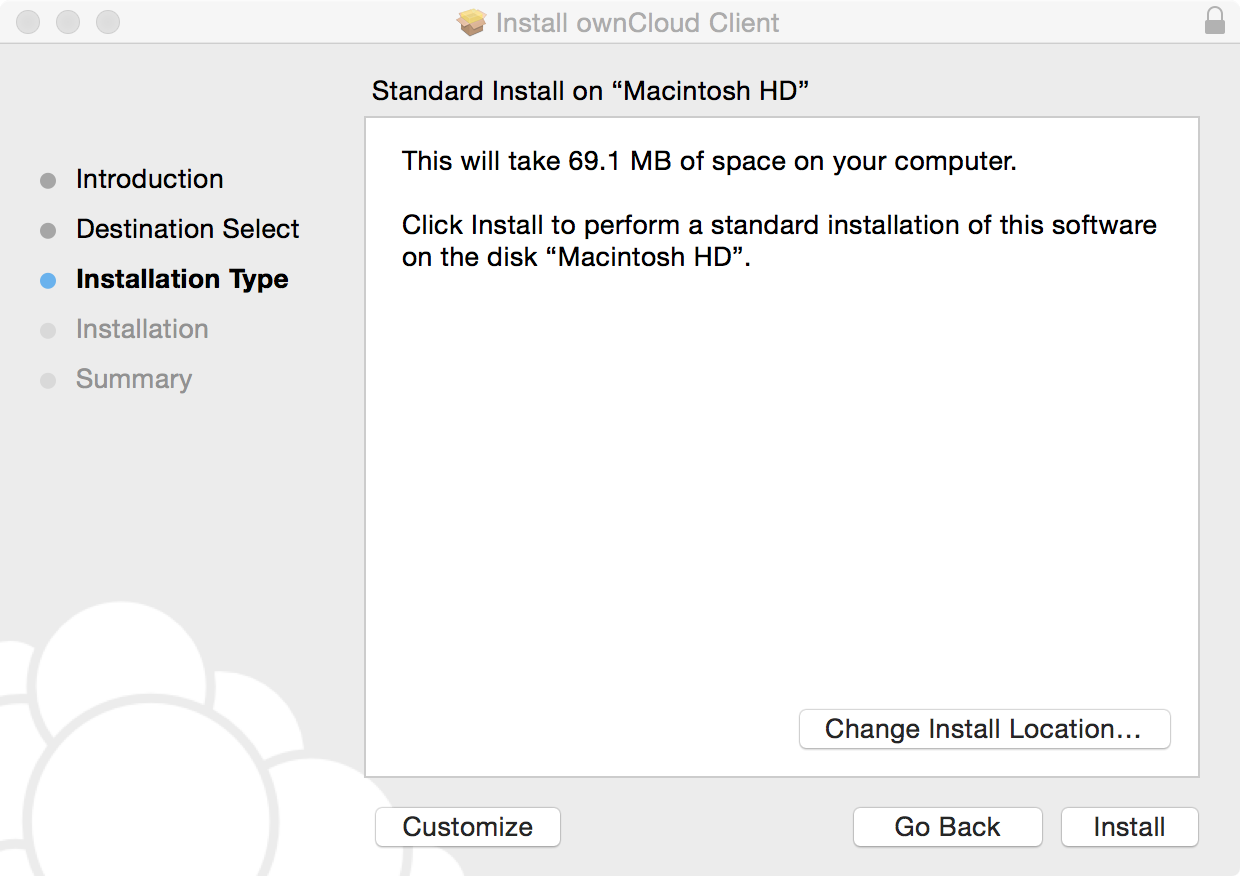 Install ownCloud Client
Standard Install on “Macintosh HD”
Introduction
Destination Select
Installation Type
Installation
Summary
This will take 69.1 MB of space on your computer.
Click Install to perform a standard installation of this software
on the disk “Macintosh HD”.
Change Install Location...
Customize
Go Back
Install